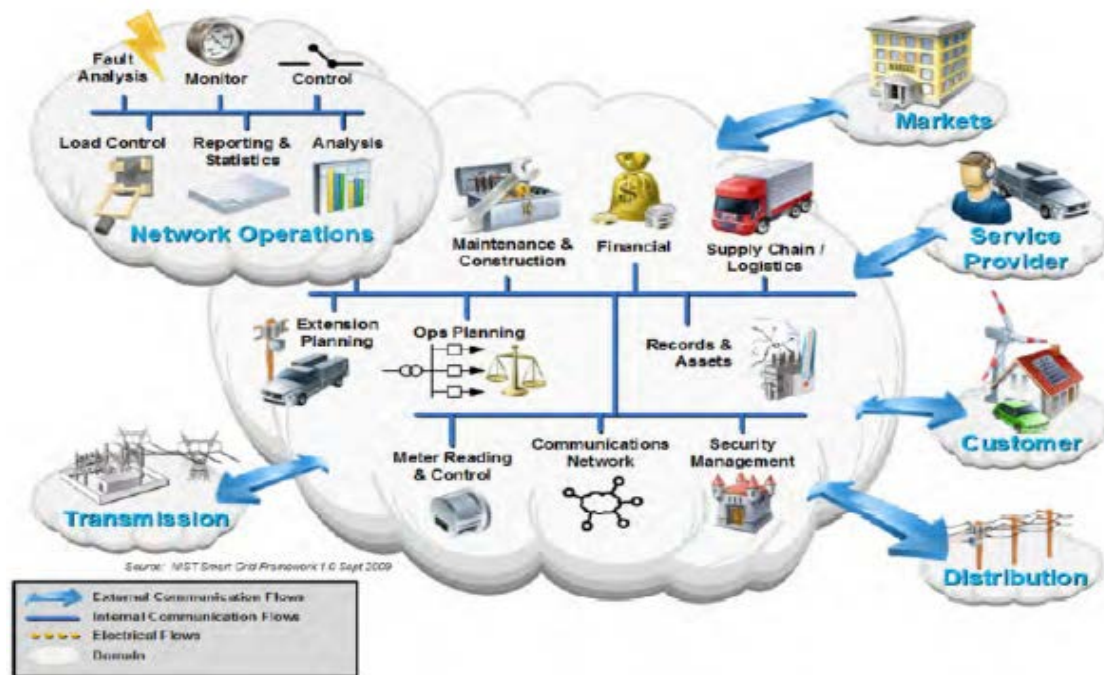 Fault
Analysis
Monitor
Control
Load Control
Reporting &
Statistics
Analysis
Network Operations
Markets
Maintenance &
Construction
Financial
Supply Chain /
Logistics
Service
Provider
Extension
Planning
Ops Planning
Records &
Assets
Customer
Meter Reading
& Control
Communications
Network
Security
Management
Transmission
Distribution
Source: NIST Smart Grid Framework 1.0 Sept 2009
External Communication Flows
Internal Communication Flows
Electrical Flows
Domain